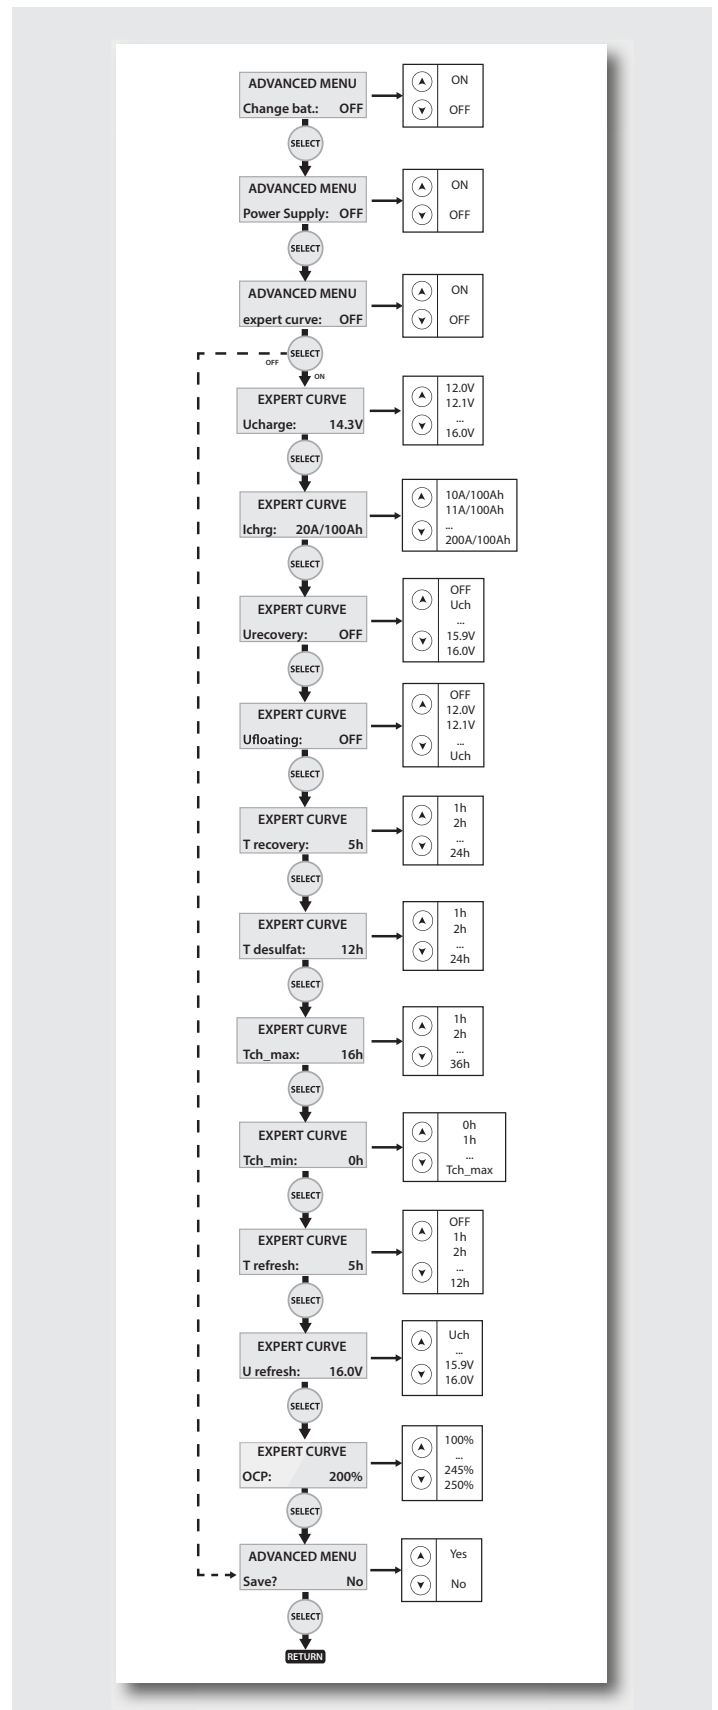 ADVANCED MENU
Change bat.: OFF
ON
OFF
SELECT
ADVANCED MENU
Power Supply: OFF
ON
OFF
SELECT
ADVANCED MENU
expert curve: OFF
ON
OFF
SELECT
OFF
ON
EXPERT CURVE
Ucharge: 14.3V
12.0V
12.1V
...
16.0V
SELECT
EXPERT CURVE
Ichrg: 20A/100Ah
10A/100Ah
11A/100Ah
...
200A/100Ah
SELECT
EXPERT CURVE
Urecovery: OFF
OFF
Uch
...
15.9V
16.0V
SELECT
EXPERT CURVE
Ufloating: OFF
OFF
12.0V
12.1V
...
Uch
SELECT
EXPERT CURVE
T recovery: 5h
1h
2h
...
24h
SELECT
EXPERT CURVE
T desulfat: 12h
1h
2h
...
24h
SELECT
EXPERT CURVE
Tch_max: 16h
1h
2h
...
36h
SELECT
EXPERT CURVE
Tch_min: 0h
0h
1h
...
Tch_max
SELECT
EXPERT CURVE
T refresh: 5h
OFF
1h
2h
...
12h
SELECT
EXPERT CURVE
U refresh: 16.0V
Uch
...
15.9V
16.0V
SELECT
EXPERT CURVE
OCP: 200%
100%
...
245%
250%
SELECT
ADVANCED MENU
Save? No
Yes
No
SELECT
RETURN